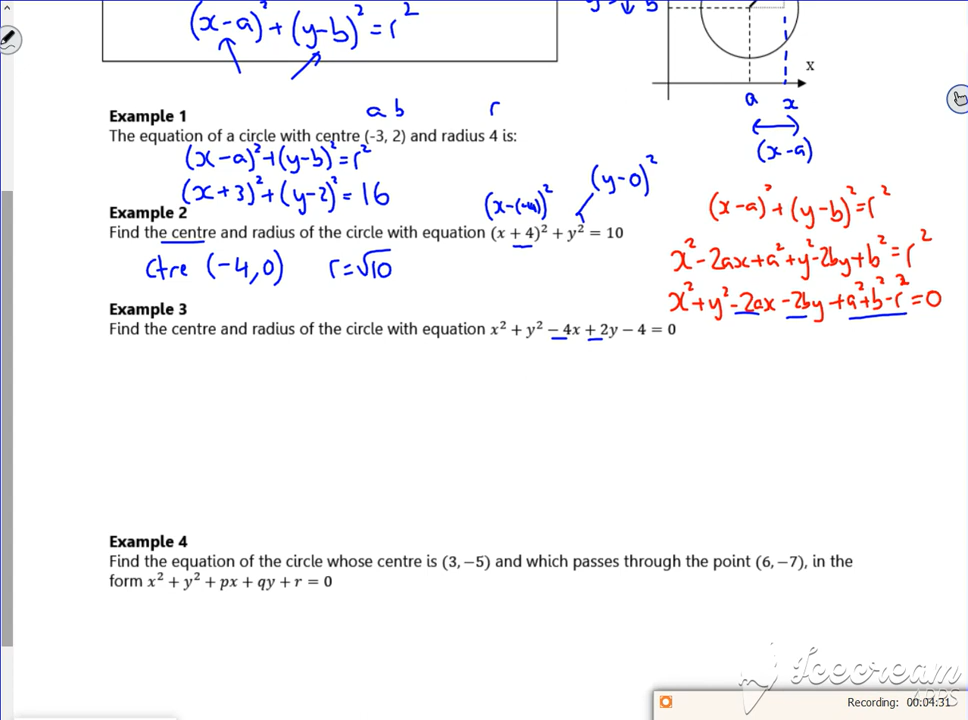 (x-a)²+(y-b)²=r²
x
a x
(x-a)
Example 1
a b r
The equation of a circle with centre (-3, 2) and radius 4 is:
(x-a)²+(y-b)²=r²
(x+3)²+(y-2)²=16
Example 2
(x-(-4))² (y-0)²
Find the centre and radius of the circle with equation (x + 4)² + y² = 10
Ctre (-4,0) r=√10
(x-a)²+(y-b)²=r²
x²-2ax+a²+y²-2by+b²=r²
x²+y²-2ax-2by+a²+b²-r²=0
Example 3
Find the centre and radius of the circle with equation x² + y² − 4x + 2y − 4 = 0
Example 4
Find the equation of the circle whose centre is (3, −5) and which passes through the point (6, −7), in the
form x² + y² + px + qy + r = 0
Icecream
APPS
Recording: 00:04:31